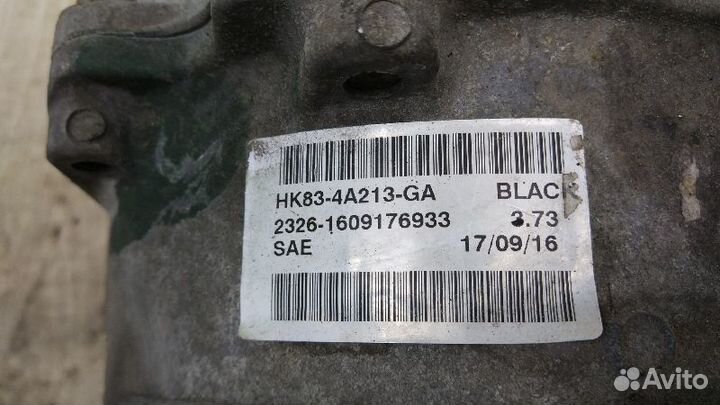 HK83-4A213-GA BLACK
2326-1609176933 3.73
SAE 17/09/16
Avito